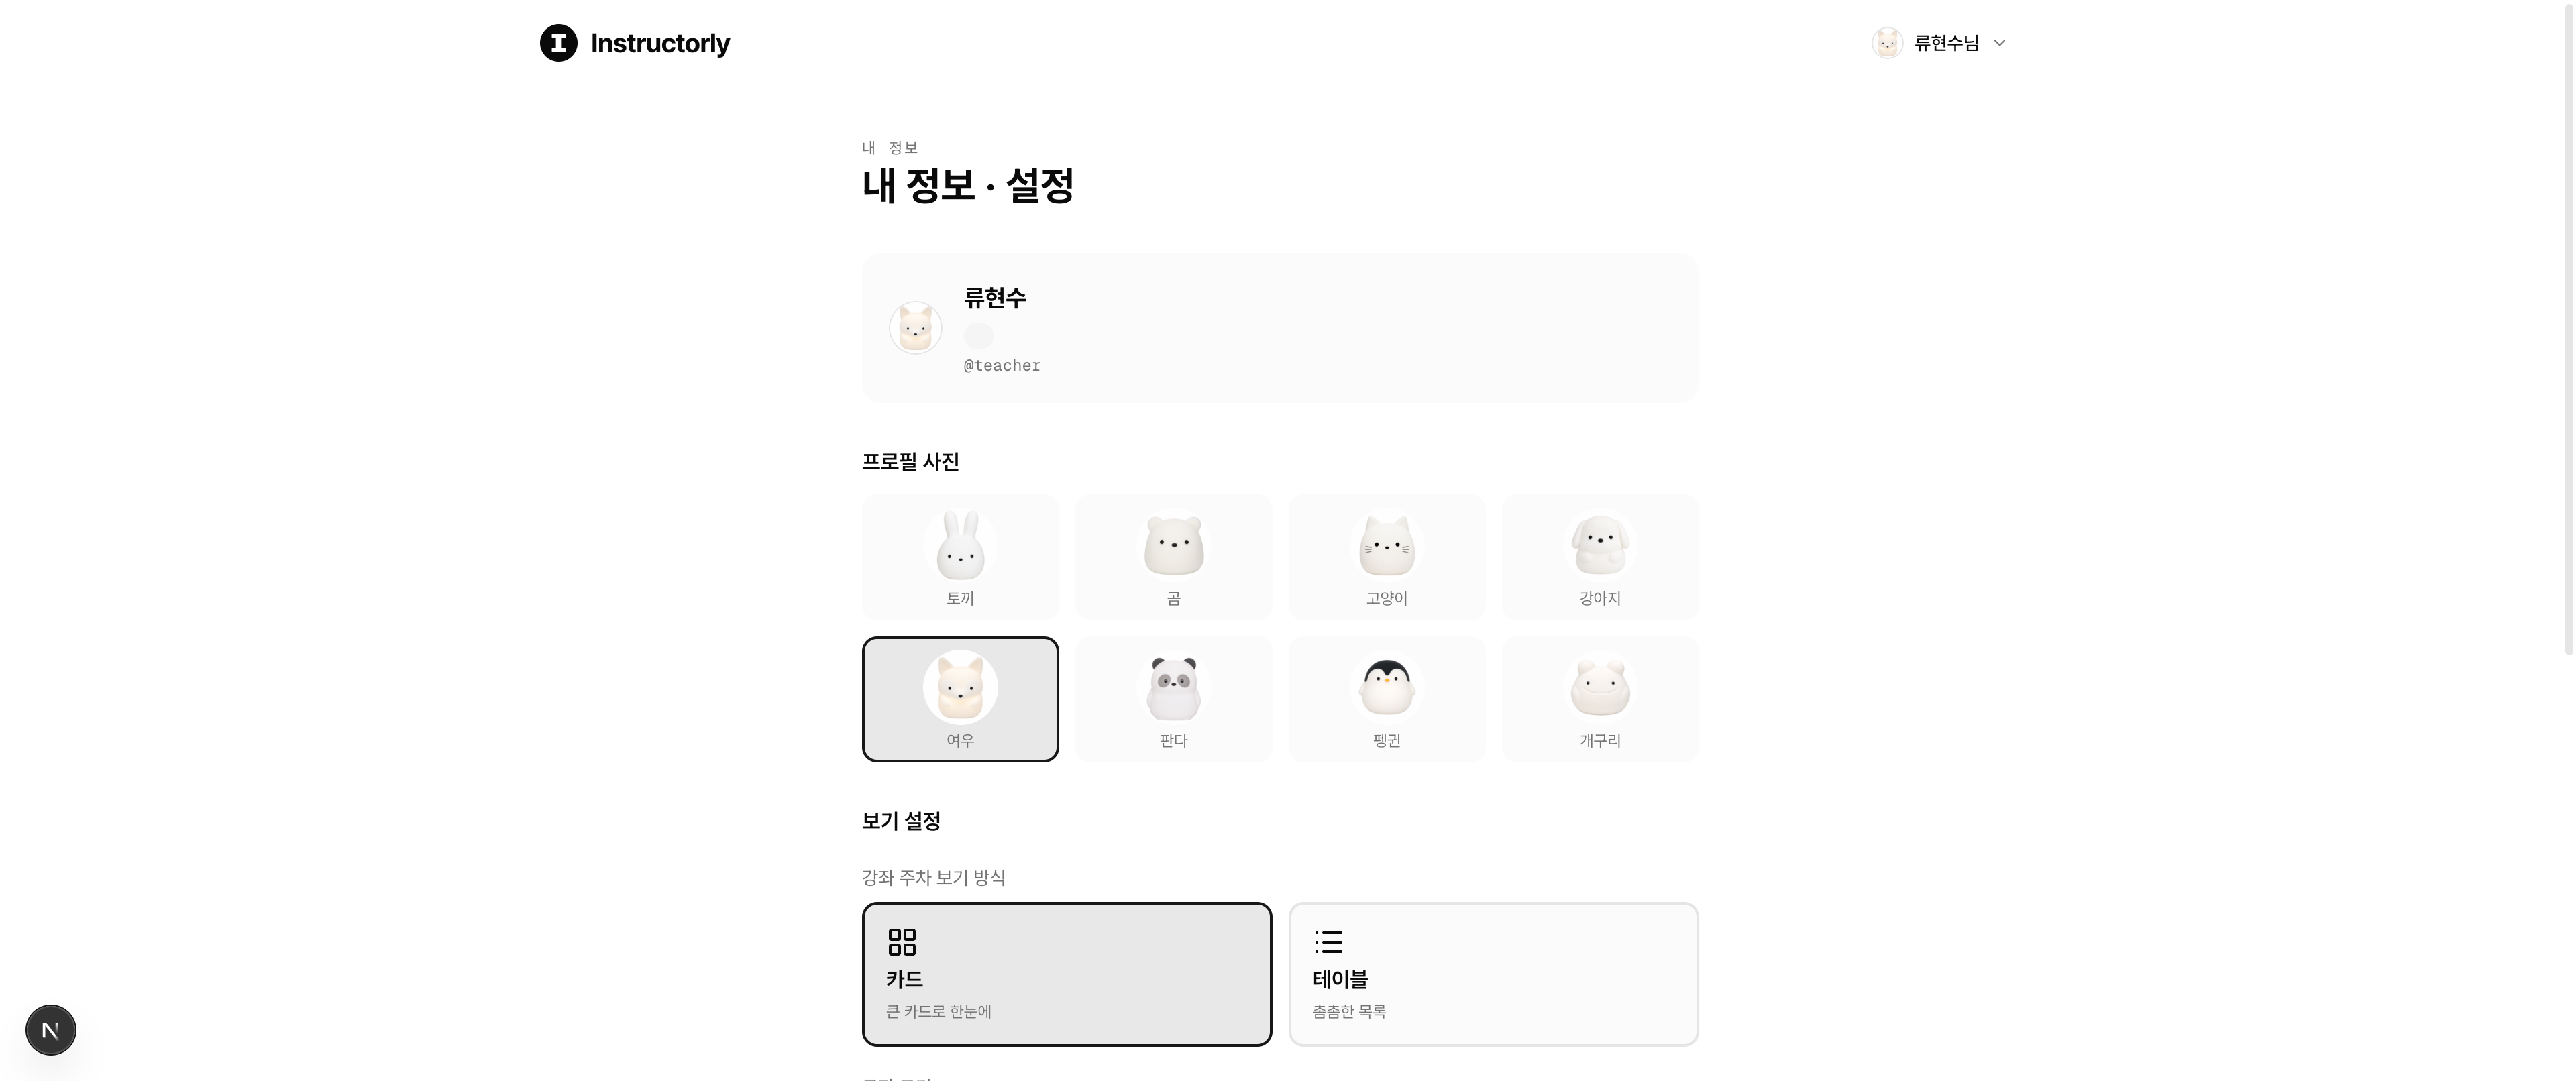 Instructorly
류현수님
내 정보
내 정보 · 설정
류현수
@teacher
프로필 사진
토끼
곰
고양이
강아지
여우
판다
펭귄
개구리
보기 설정
강좌 주차 보기 방식
카드
큰 카드로 한눈에
테이블
촘촘한 목록